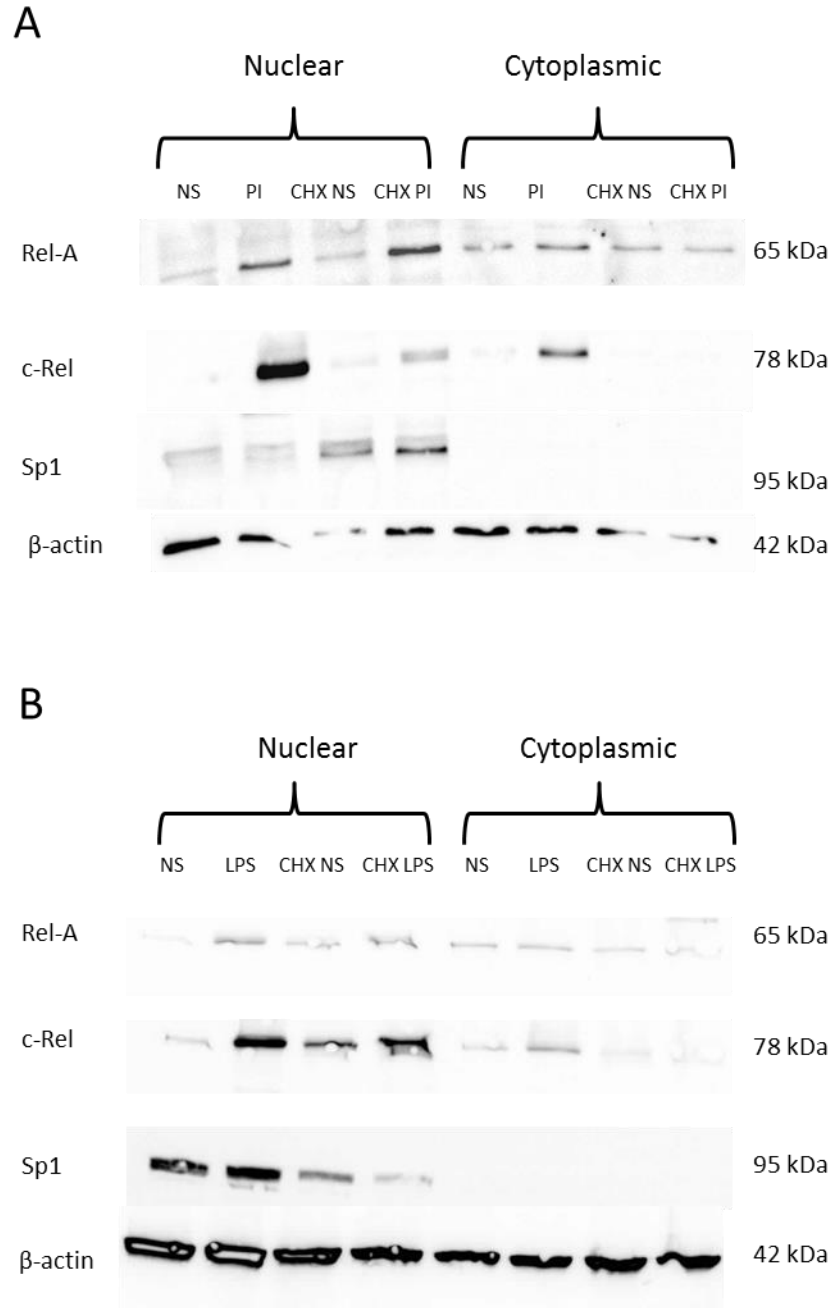 A
Nuclear Cytoplasmic
NS PI CHX NS CHX PI NS PI CHX NS CHX PI
Rel-A 65 kDa
c-Rel 78 kDa
Sp1 95 kDa
β-actin 42 kDa
B
Nuclear Cytoplasmic
NS LPS CHX NS CHX LPS NS LPS CHX NS CHX LPS
Rel-A 65 kDa
c-Rel 78 kDa
Sp1 95 kDa
β-actin 42 kDa